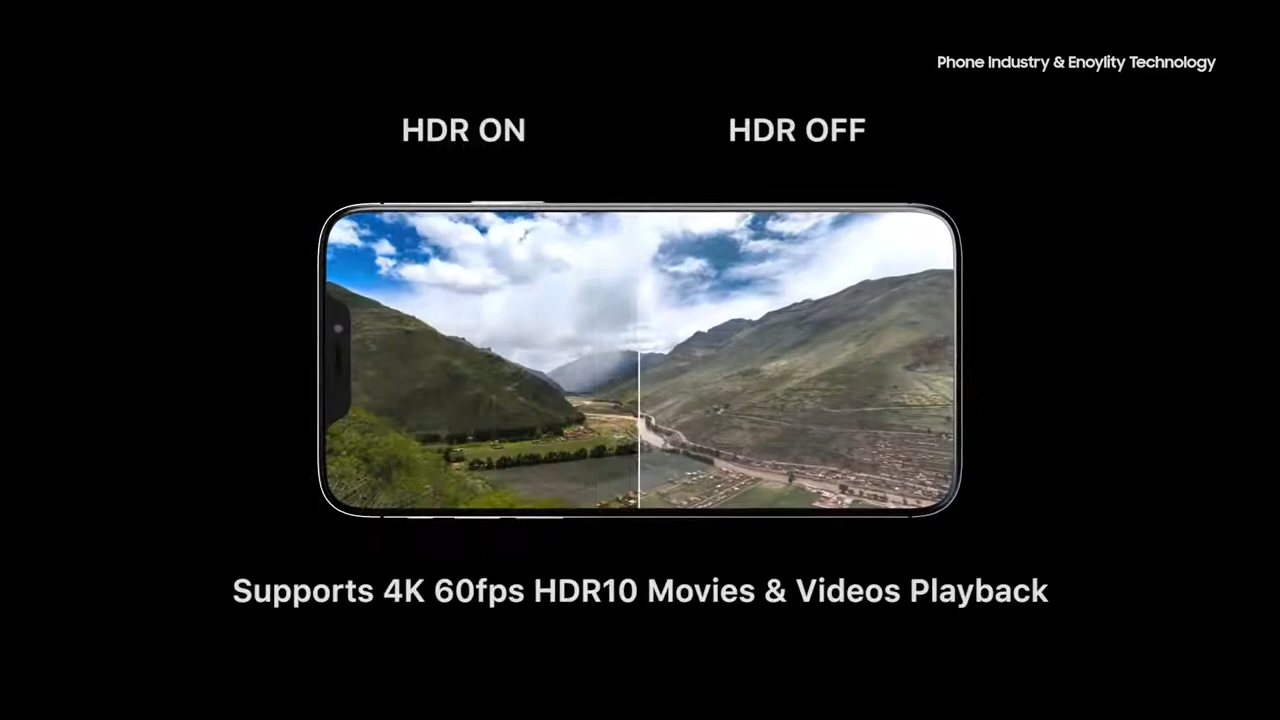 Phone Industry & Enoylity Technology
HDR ON
HDR OFF
Supports 4K 60fps HDR10 Movies & Videos Playback